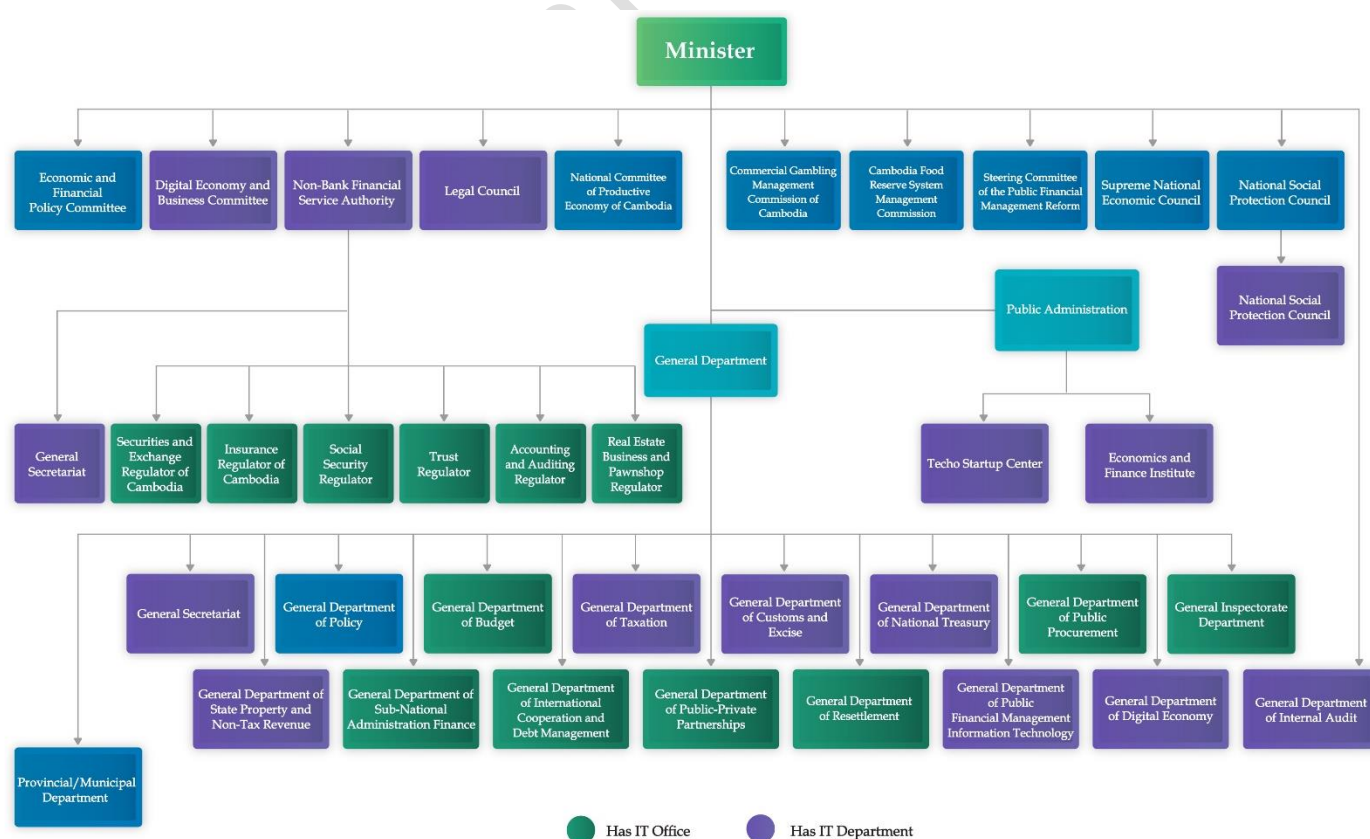 Minister
Economic and
Financial
Policy Committee
Digital Economy and
Business Committee
Non-Bank Financial
Service Authority
Legal Council
National Committee
of Productive
Economy of Cambodia
Commercial Gambling
Management
Commission of
Cambodia
Cambodia Food
Reserve System
Management
Commission
Steering Committee
of the Public Financial
Management Reform
Supreme National
Economic Council
National Social
Protection Council
National Social
Protection Council
Public Administration
General Department
General
Secretariat
Securities and
Exchange
Regulator of
Cambodia
Insurance
Regulator of
Cambodia
Social
Security
Regulator
Trust
Regulator
Accounting
and Auditing
Regulator
Real Estate
Business and
Pawnshop
Regulator
Techo Startup Center
Economics and
Finance Institute
General Secretariat
General Department
of Policy
General Department
of Budget
General Department
of Taxation
General Department
of Customs and
Excise
General Department
of National Treasury
General Department
of Public
Procurement
General Inspectorate
Department
General Department of
State Property and
Non-Tax Revenue
General Department of
Sub-National
Administration Finance
General Department
of International
Cooperation and
Debt Management
General Department
of Public-Private
Partnerships
General Department
of Resettlement
General Department
of Public
Financial Management
Information Technology
General Department
of Digital Economy
General Department
of Internal Audit
Provincial/Municipal
Department
Has IT Office
Has IT Department